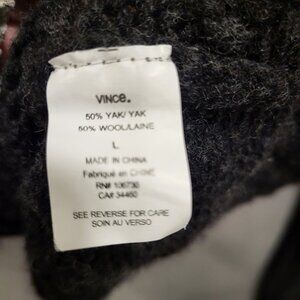 VINCE.
50% YAK/ YAK
50% WOOL/LAINE
L
MADE IN CHINA
Fabriqué en CHINE
RN# 106730
CA# 34460
SEE REVERSE FOR CARE
SOIN AU VERSO